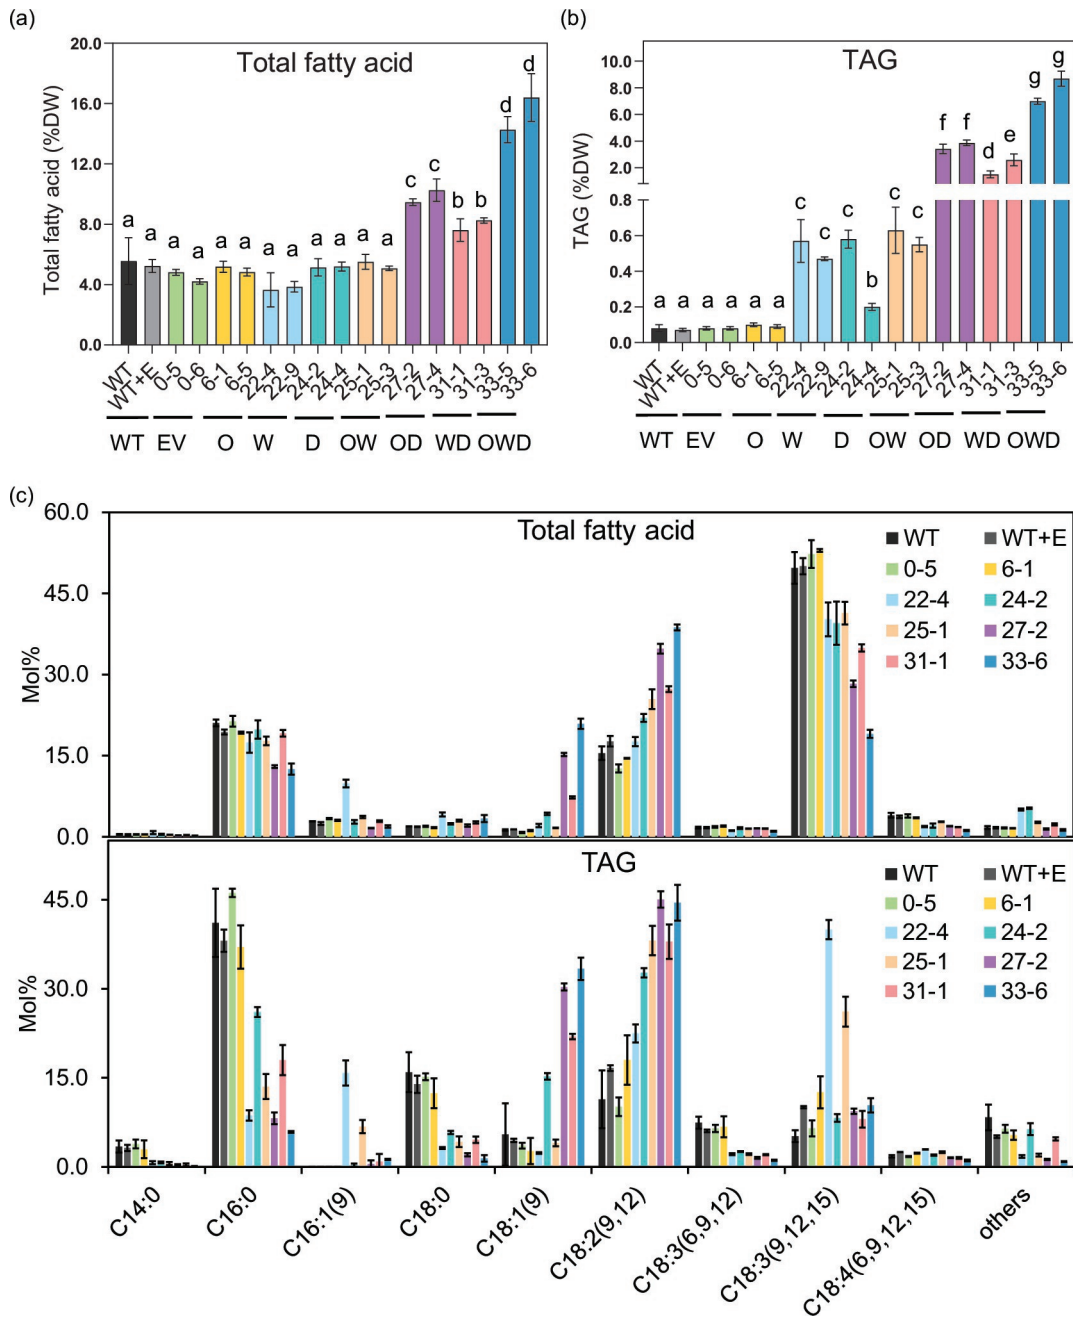 (a)
Total fatty acid
Total fatty acid (%DW)
20.0
16.0
12.0
8.0
4.0
0.0
a a a a a a a a a a a a c c b b d d
WT WT+E 0-5 0-6 6-1 6-5 22-4 22-9 24-2 24-4 25-1 25-3 27-2 27-4 31-1 31-3 33-5 33-6
WT EV O W D OW OD WD OWD
(b)
TAG
TAG (%DW)
10.0
8.0
6.0
4.0
2.0
0.8
0.6
0.4
0.2
0.0
a a a a a a c c c b c c f f d e g g
WT WT+E 0-5 0-6 6-1 6-5 22-4 22-9 24-2 24-4 25-1 25-3 27-2 27-4 31-1 31-3 33-5 33-6
WT EV O W D OW OD WD OWD
(c)
Total fatty acid
Mol%
60.0
45.0
30.0
15.0
0.0
WT WT+E
0-5 6-1
22-4 24-2
25-1 27-2
31-1 33-6
TAG
Mol%
45.0
30.0
15.0
0.0
WT WT+E
0-5 6-1
22-4 24-2
25-1 27-2
31-1 33-6
C14:0 C16:0 C16:1(9) C18:0 C18:1(9) C18:2(9,12) C18:3(6,9,12) C18:3(9,12,15) C18:4(6,9,12,15) others